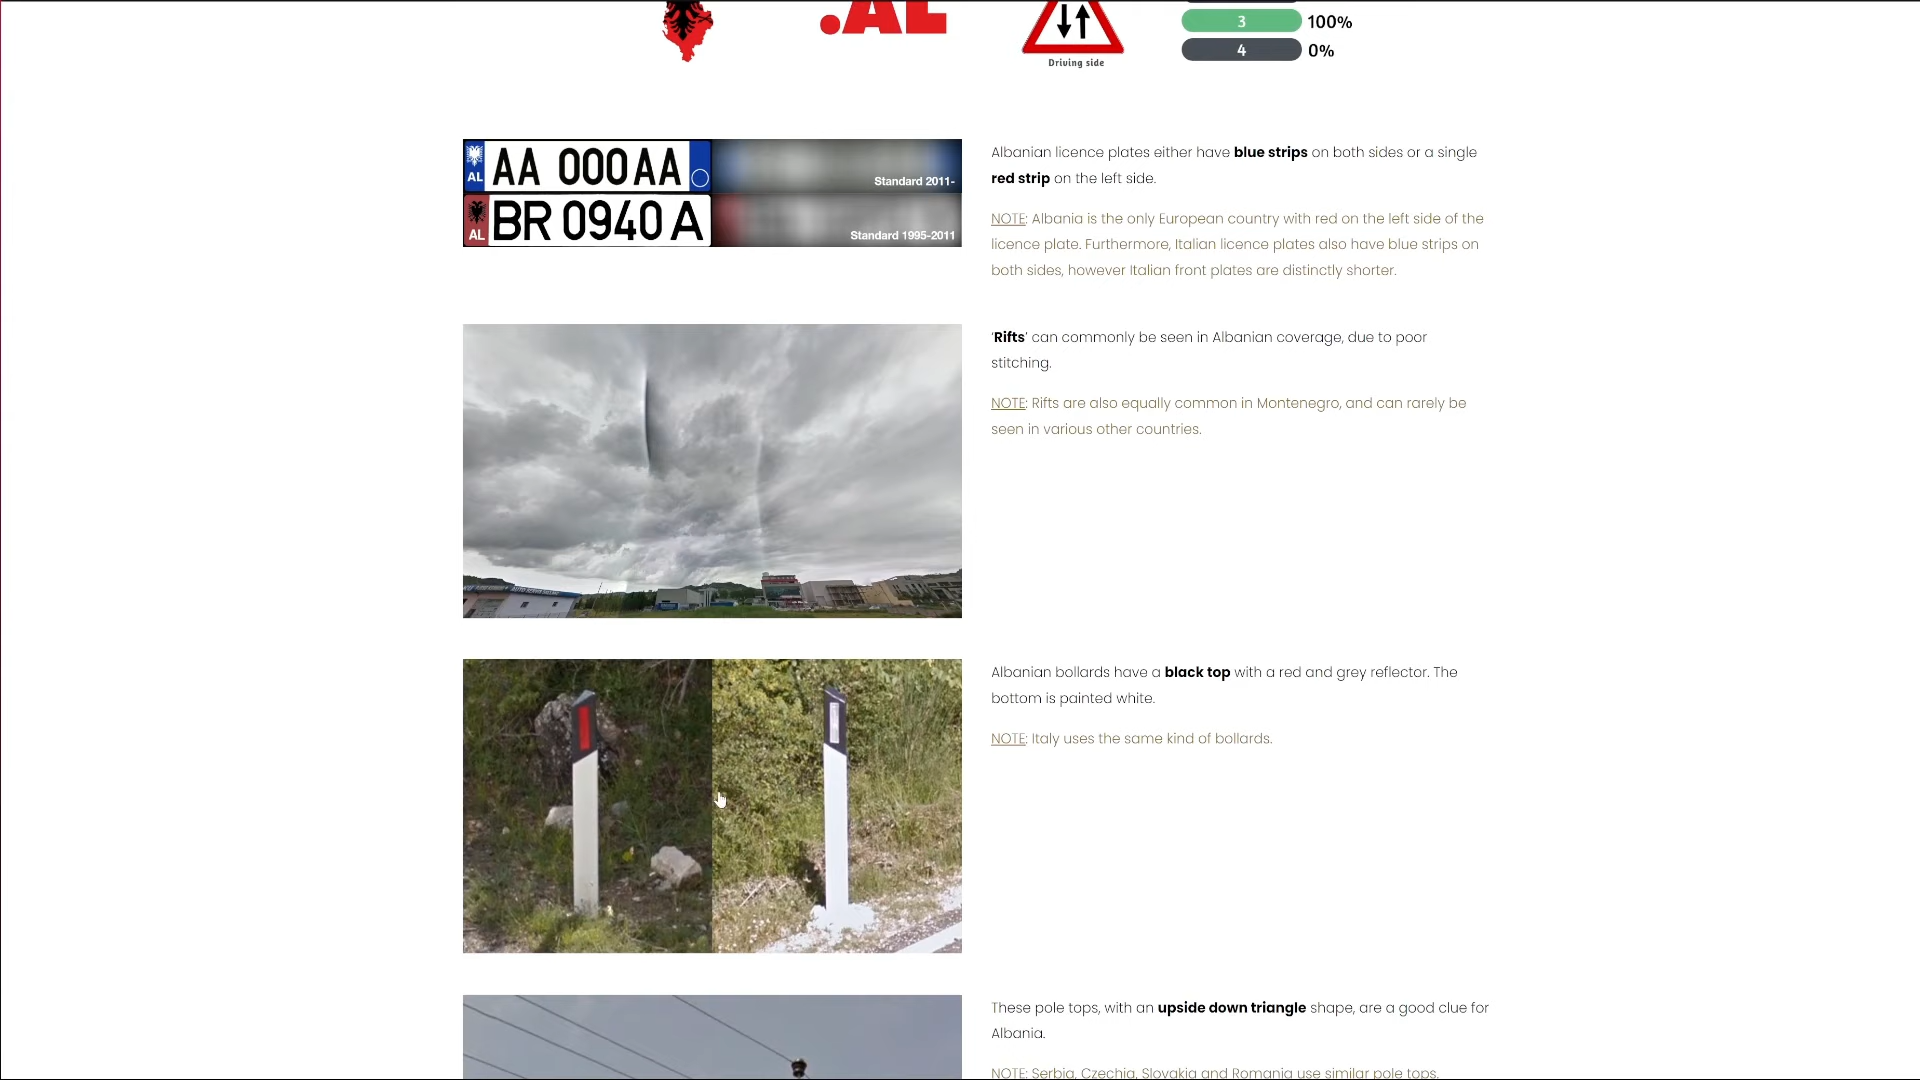 .AL
Driving side
3 100%
4 0%
AL AA 000AA
Standard 2011-
AL BR 0940 A
Standard 1995-2011
Albanian licence plates either have blue strips on both sides or a single
red strip on the left side.
NOTE: Albania is the only European country with red on the left side of the
licence plate. Furthermore, Italian licence plates also have blue strips on
both sides, however Italian front plates are distinctly shorter.
'Rifts' can commonly be seen in Albanian coverage, due to poor
stitching.
NOTE: Rifts are also equally common in Montenegro, and can rarely be
seen in various other countries.
Albanian bollards have a black top with a red and grey reflector. The
bottom is painted white.
NOTE: Italy uses the same kind of bollards.
These pole tops, with an upside down triangle shape, are a good clue for
Albania.
NOTE: Serbia, Czechia, Slovakia and Romania use similar pole tops.